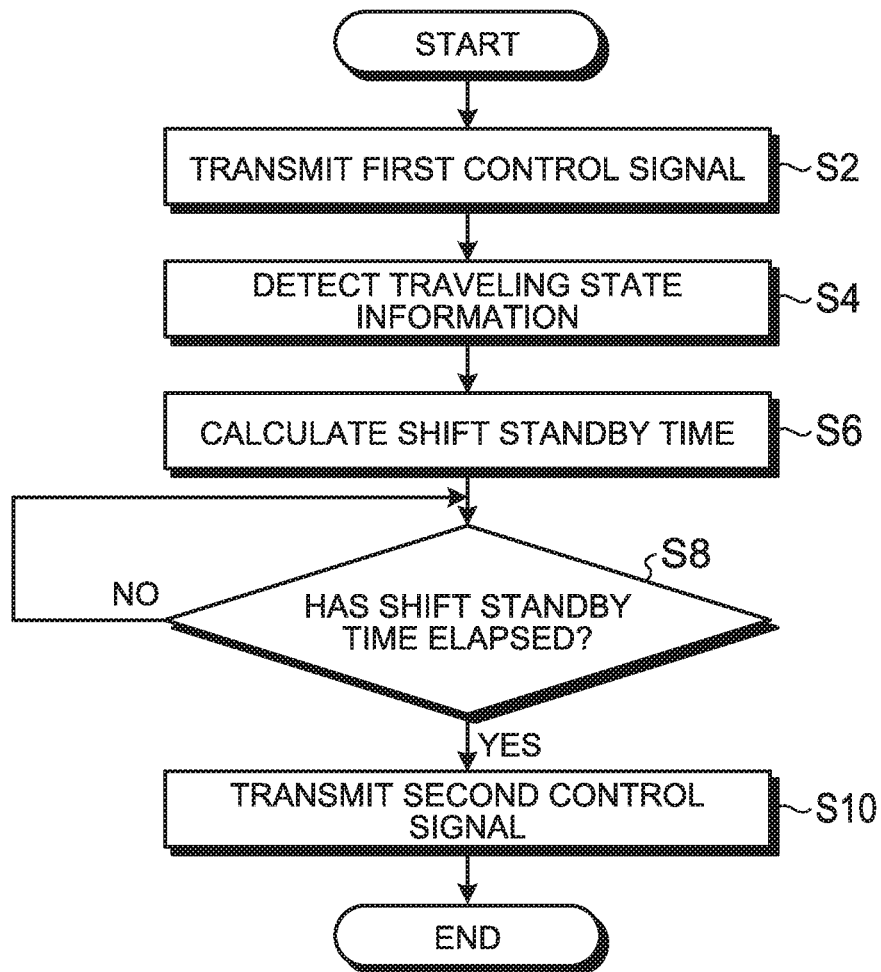 START
TRANSMIT FIRST CONTROL SIGNAL
S2
DETECT TRAVELING STATE
INFORMATION
S4
CALCULATE SHIFT STANDBY TIME
S6
S8
NO
HAS SHIFT STANDBY
TIME ELAPSED?
YES
TRANSMIT SECOND CONTROL
SIGNAL
S10
END